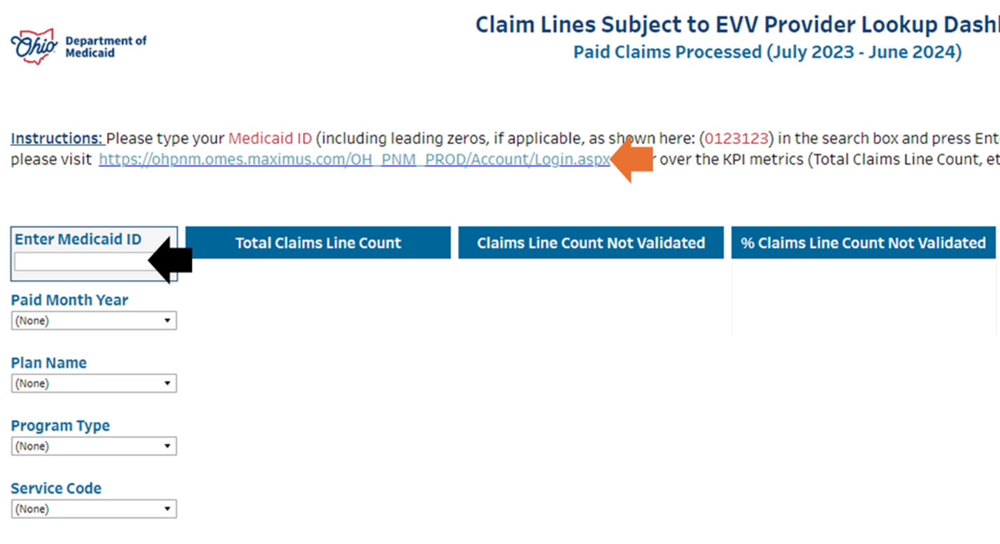 Claim Lines Subject to EVV Provider Lookup
Paid Claims Processed (July 2023 - June 2024)
Ohio
Department of
Medicaid
Instructions: Please type your Medicaid ID (including leading zeros, if applicable, as shown here: (0123123) in the search box and press
please visit https://ohpnm.omes.maximus.com/OH_PNM_PROD/Account/Login.aspx over the KPI metrics (Total Claims Line Count,
Enter Medicaid ID
Total Claims Line Count
Claims Line Count Not Validated
% Claims Line Count Not Validated
Paid Month Year
(None)
Plan Name
(None)
Program Type
(None)
Service Code
(None)